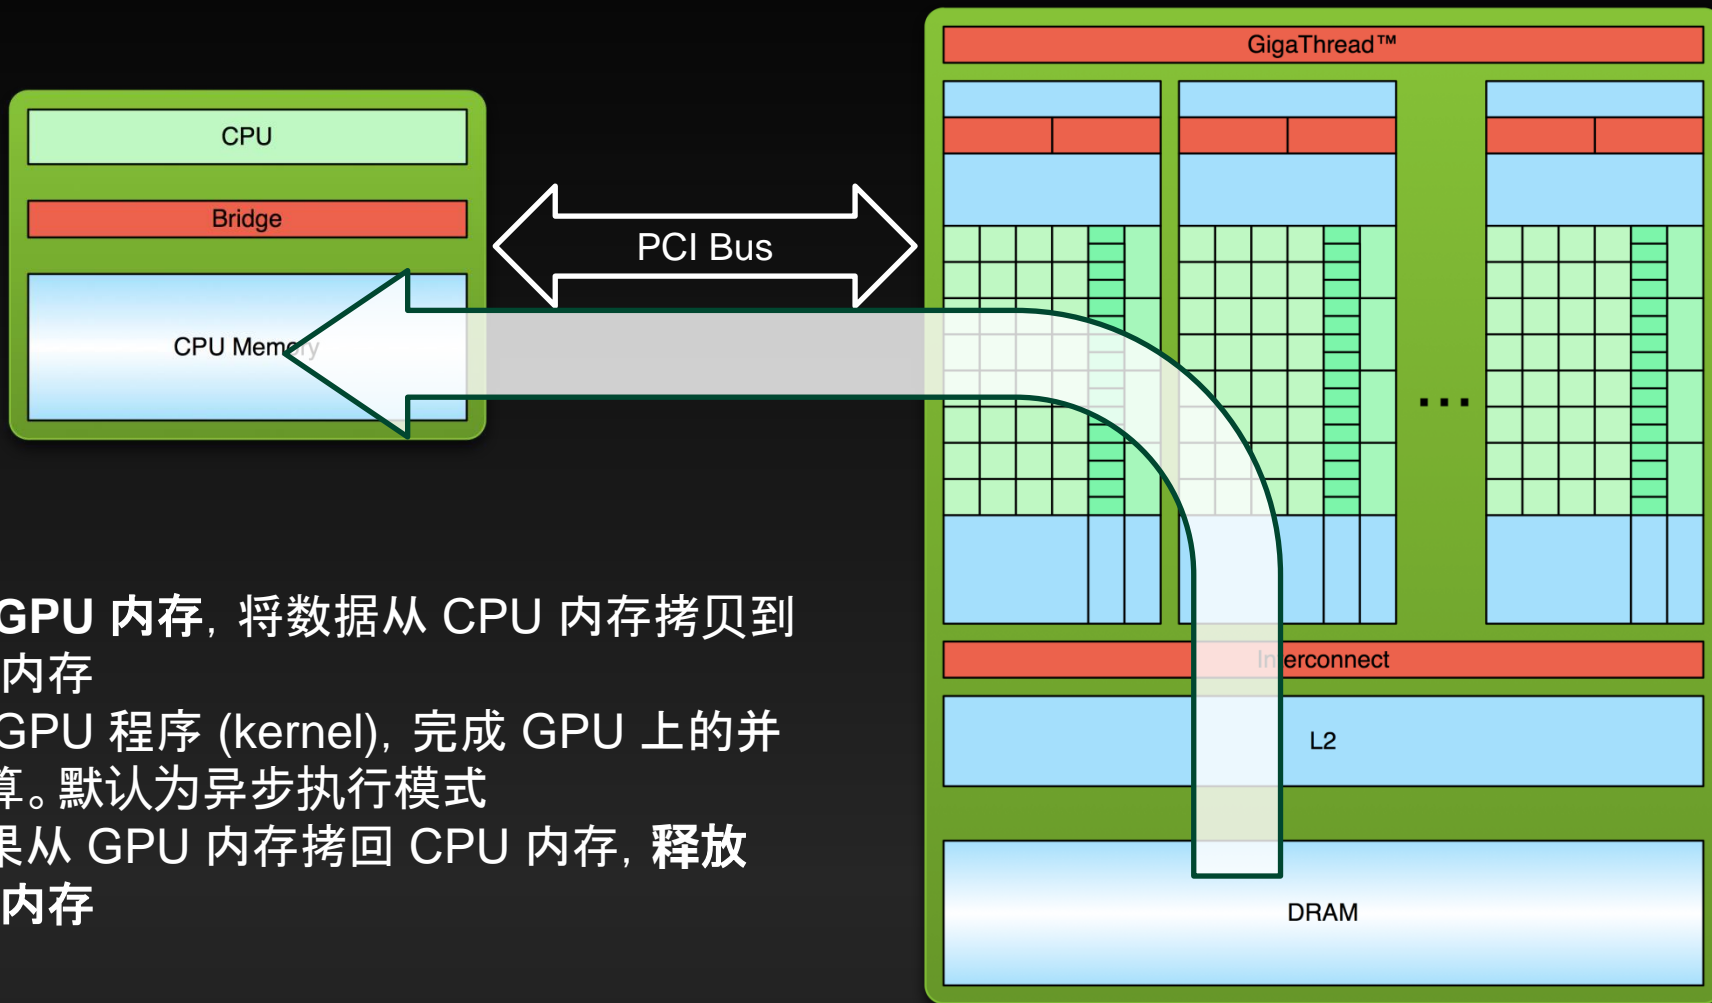 GigaThread™
CPU
Bridge
PCI Bus
CPU Memory
...
GPU 内存，将数据从 CPU 内存拷贝到
内存
GPU 程序 (kernel)，完成 GPU 上的并
算。默认为异步执行模式
果从 GPU 内存拷回 CPU 内存，释放
内存
Interconnect
L2
DRAM